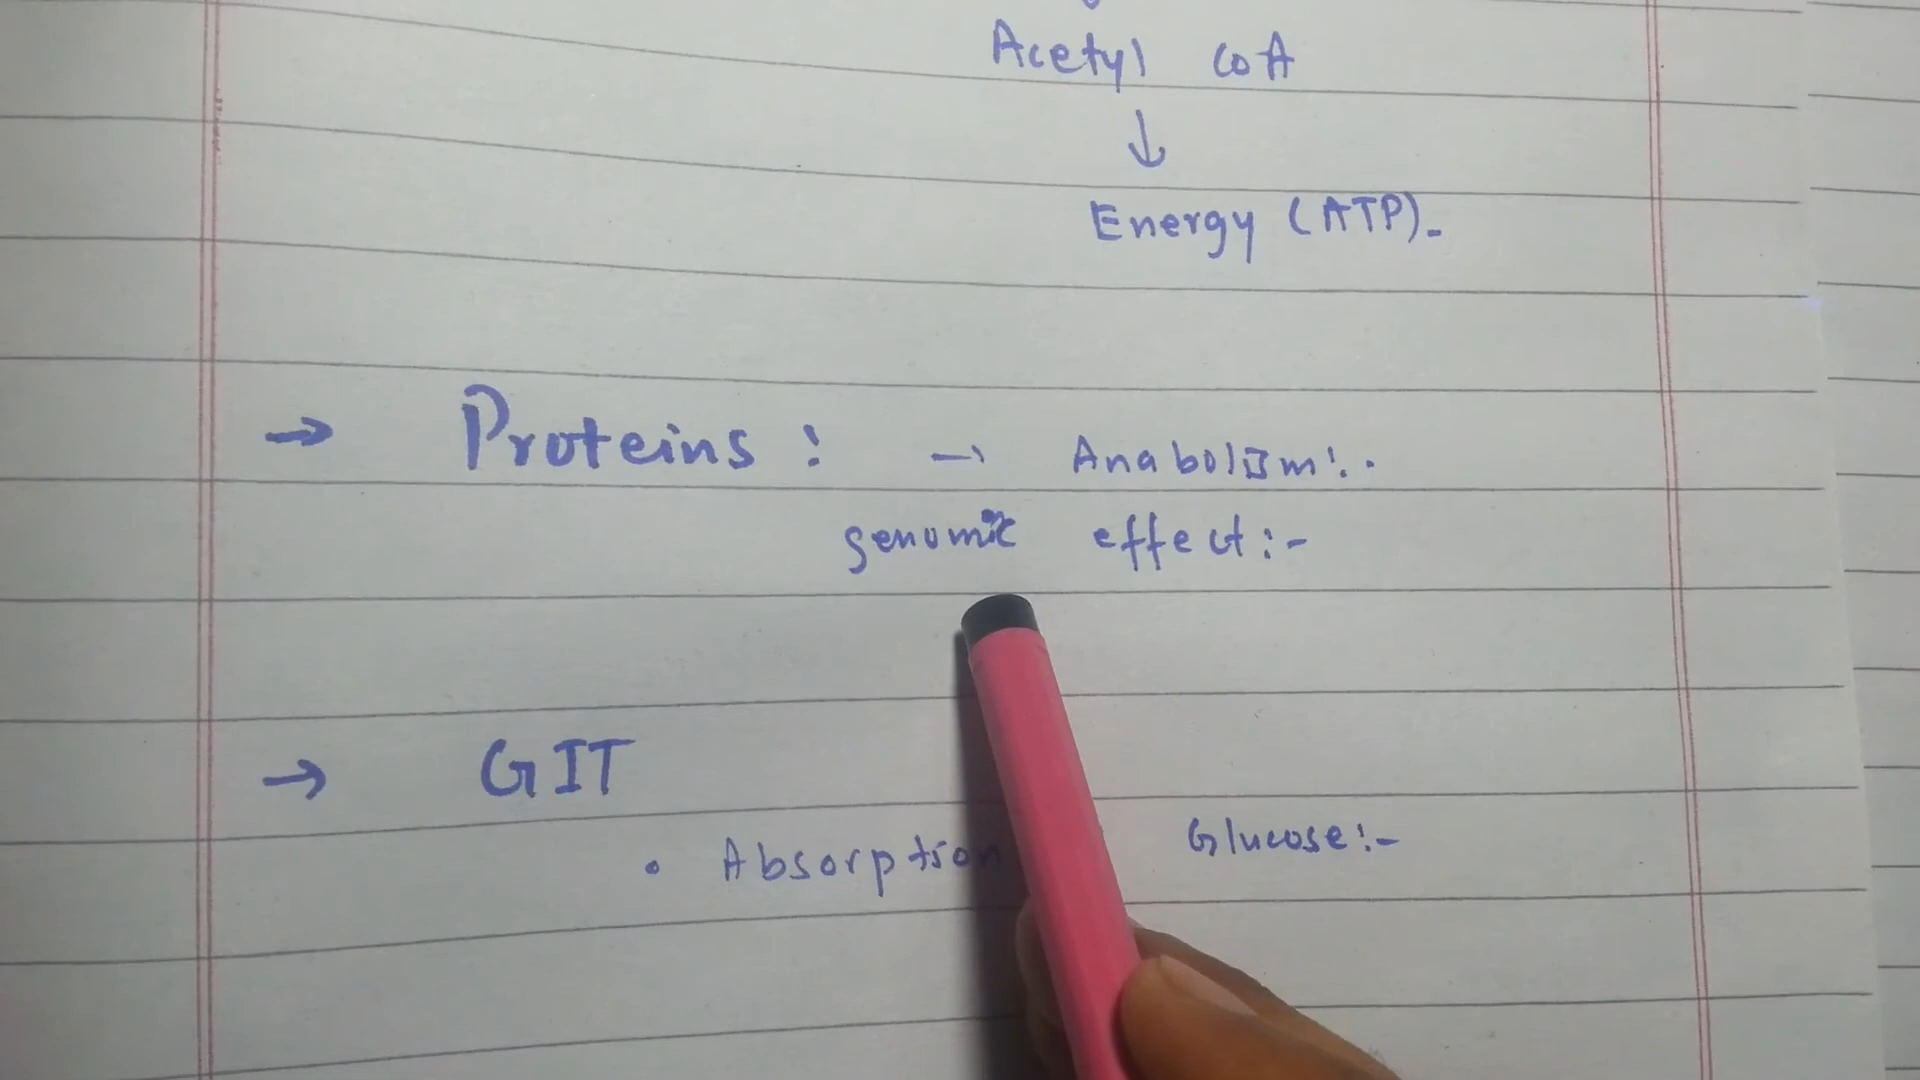 Acetyl CoA
↓
Energy (ATP).
→ Proteins : → Anabolism :.
genomic effect :-
→ GIT
• Absorption Glucose :-